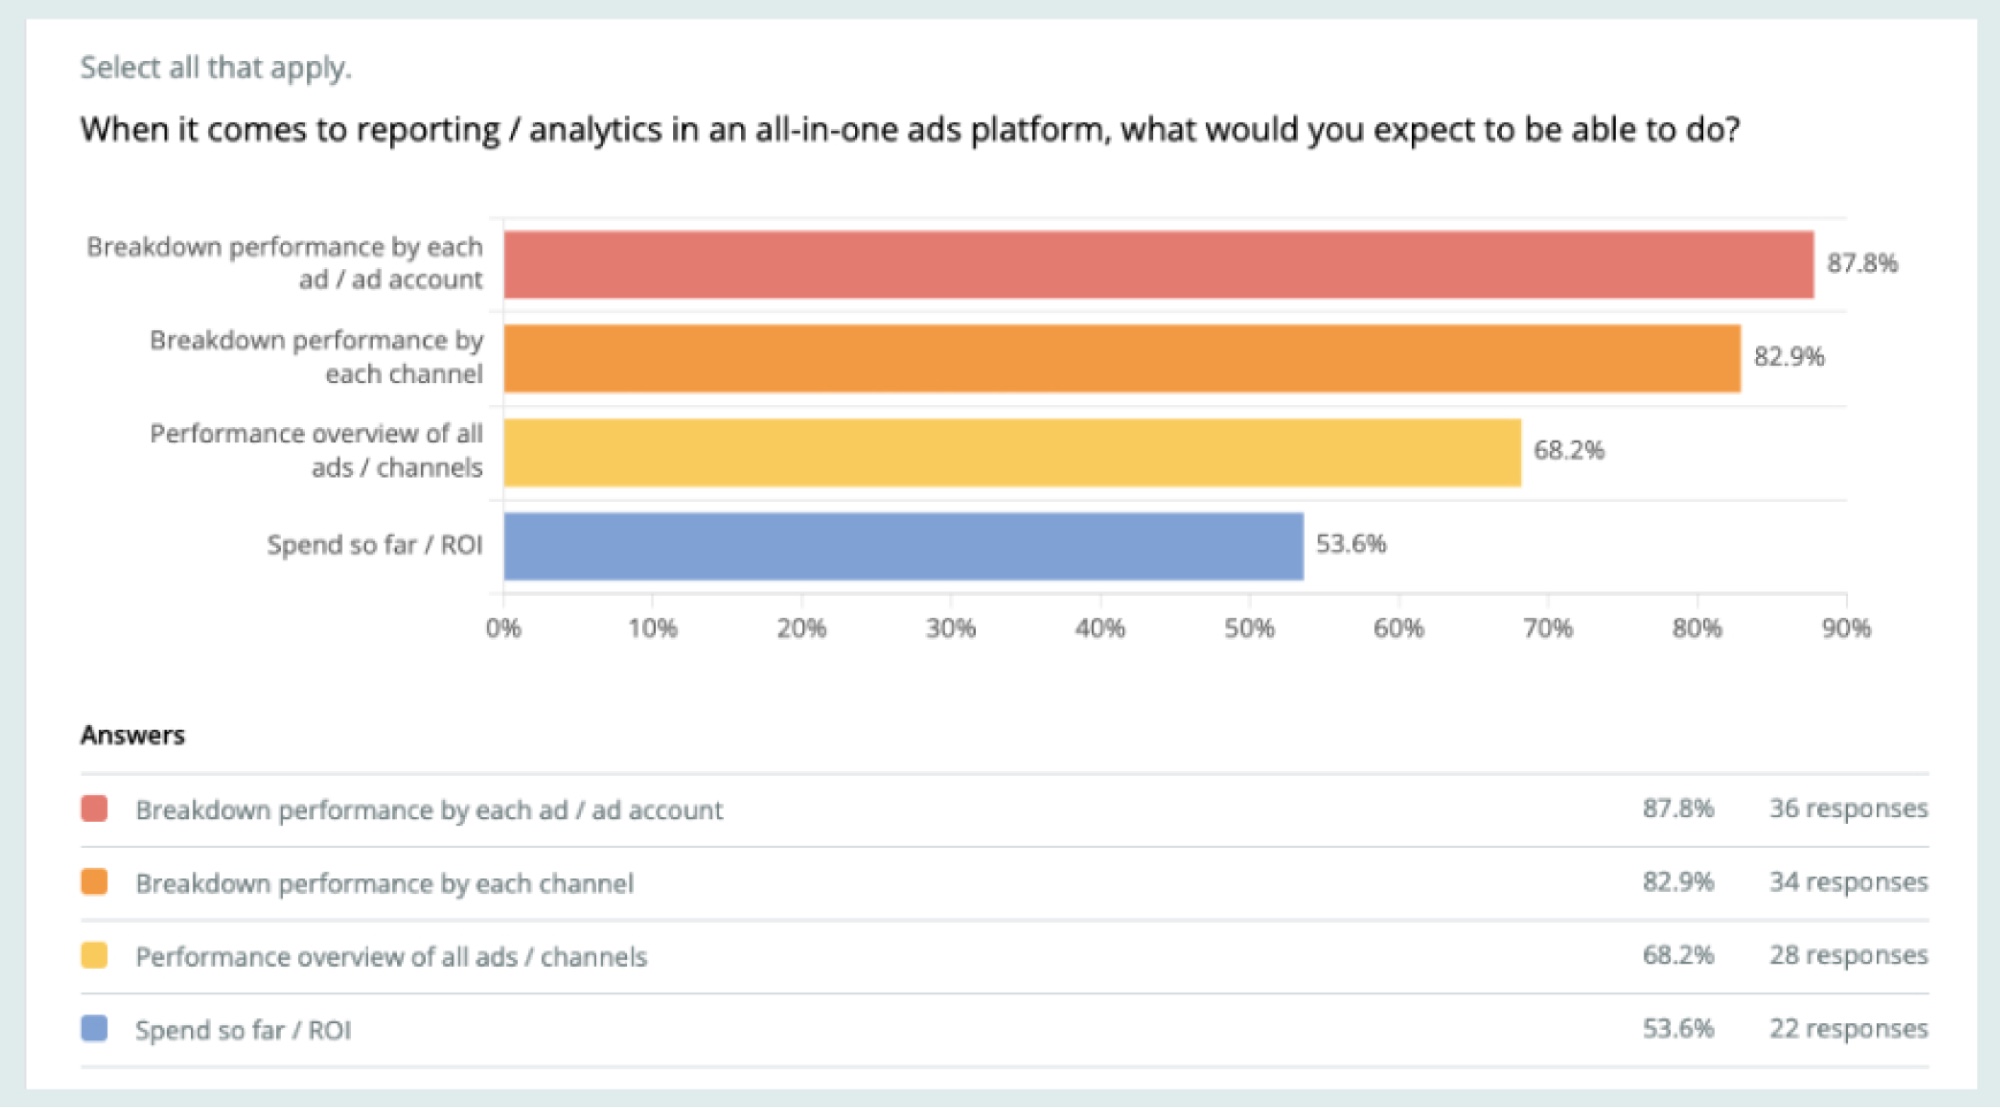 Select all that apply.
When it comes to reporting / analytics in an all-in-one ads platform, what would you expect to be able to do?
Breakdown performance by each
ad / ad account
87.8%
Breakdown performance by
each channel
82.9%
Performance overview of all
ads / channels
68.2%
Spend so far / ROI
53.6%
0% 10% 20% 30% 40% 50% 60% 70% 80% 90%
Answers
Breakdown performance by each ad / ad account 87.8% 36 responses
Breakdown performance by each channel 82.9% 34 responses
Performance overview of all ads / channels 68.2% 28 responses
Spend so far / ROI 53.6% 22 responses